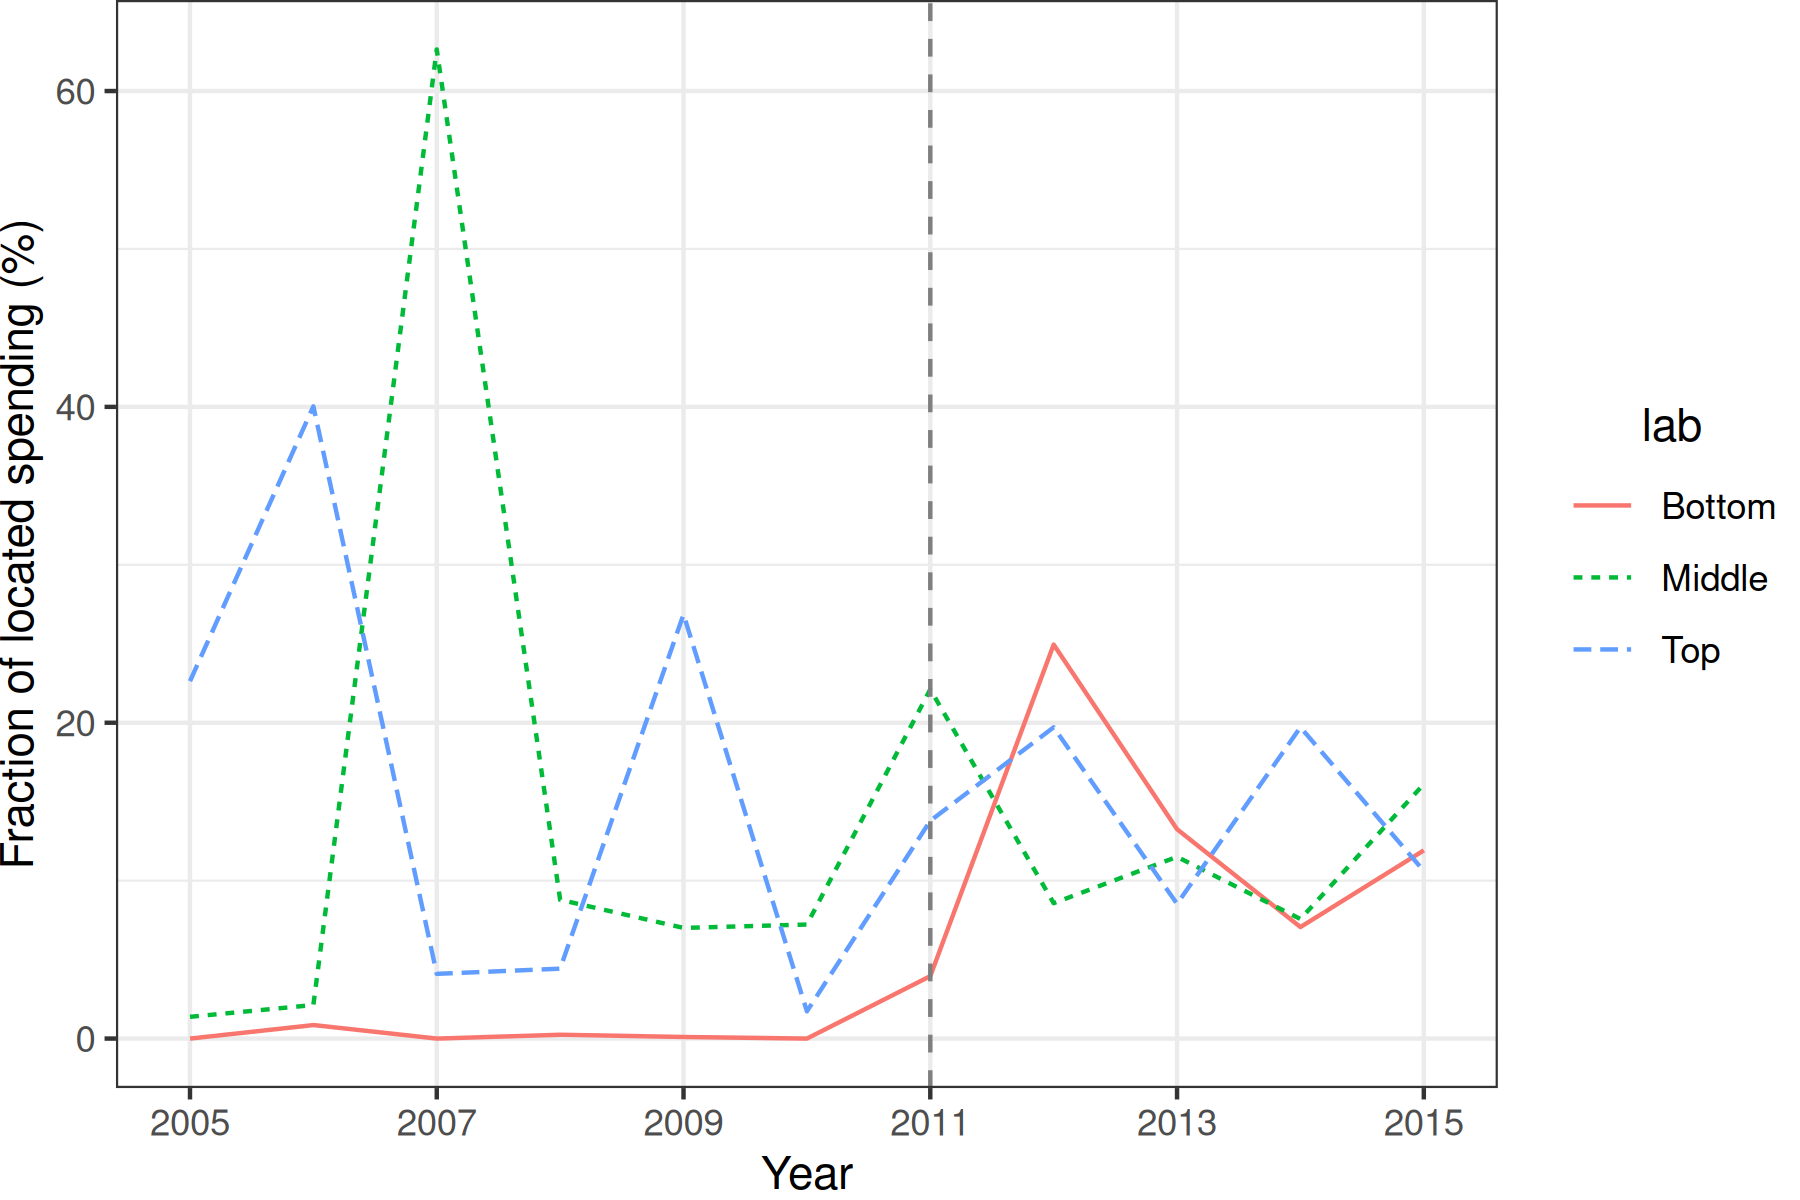 Fraction of located spending (%)
60
40
20
0
2005 2007 2009 2011 2013 2015
Year
lab
Bottom
Middle
Top